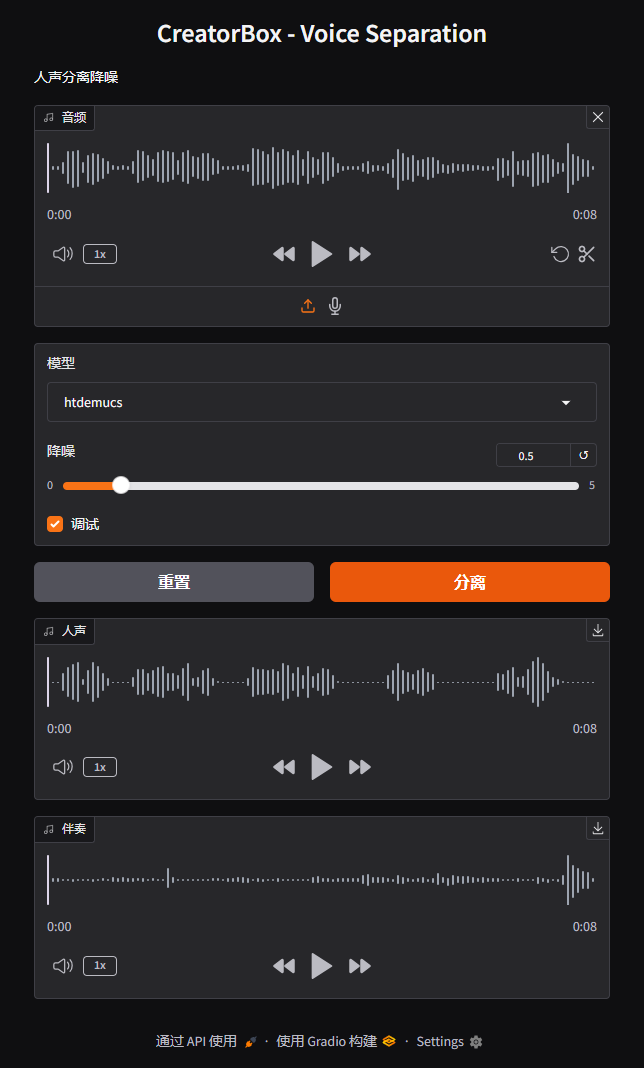 CreatorBox - Voice Separation
人声分离降噪
音频
0:00 0:08
1x
模型
htdemucs
降噪 0.5 ↺
0 5
调试
重置 分离
人声
0:00 0:08
1x
伴奏
0:00 0:08
1x
通过 API 使用 · 使用 Gradio 构建 · Settings